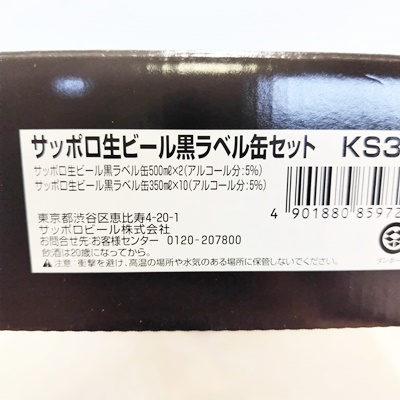 サッポロ生ビール黒ラベル缶セット KS3
サッポロ生ビール黒ラベル缶500㎖×2(アルコール分:5%)
サッポロ生ビール黒ラベル缶350㎖×10(アルコール分:5%)
4 901880 85972
東京都渋谷区恵比寿4-20-1
サッポロビール株式会社
お問合せ先:お客様センター 0120-207800
飲酒は20歳になってから。
⚠注意 衝撃を避け、高温の場所や水気のある場所に保管しないでください。